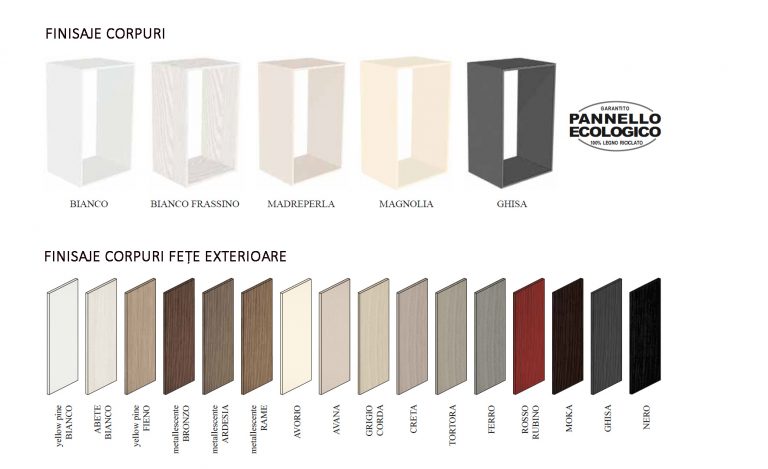 FINISAJE CORPURI
GARANTITO
PANNELLO
ECOLOGICO
100% LEGNO RICICLATO
BIANCO
BIANCO FRASSINO
MADREPERLA
MAGNOLIA
GHISA
FINISAJE CORPURI FEȚE EXTERIOARE
yellow pine
BIANCO
ABETE
BIANCO
yellow pine
FIENO
metallescente
BRONZO
metallescente
ARDESIA
metallescente
RAME
AVORIO
AVANA
GRIGIO
CORDA
CRETA
TORTORA
FERRO
ROSSO
RUBINO
MOKA
GHISA
NERO